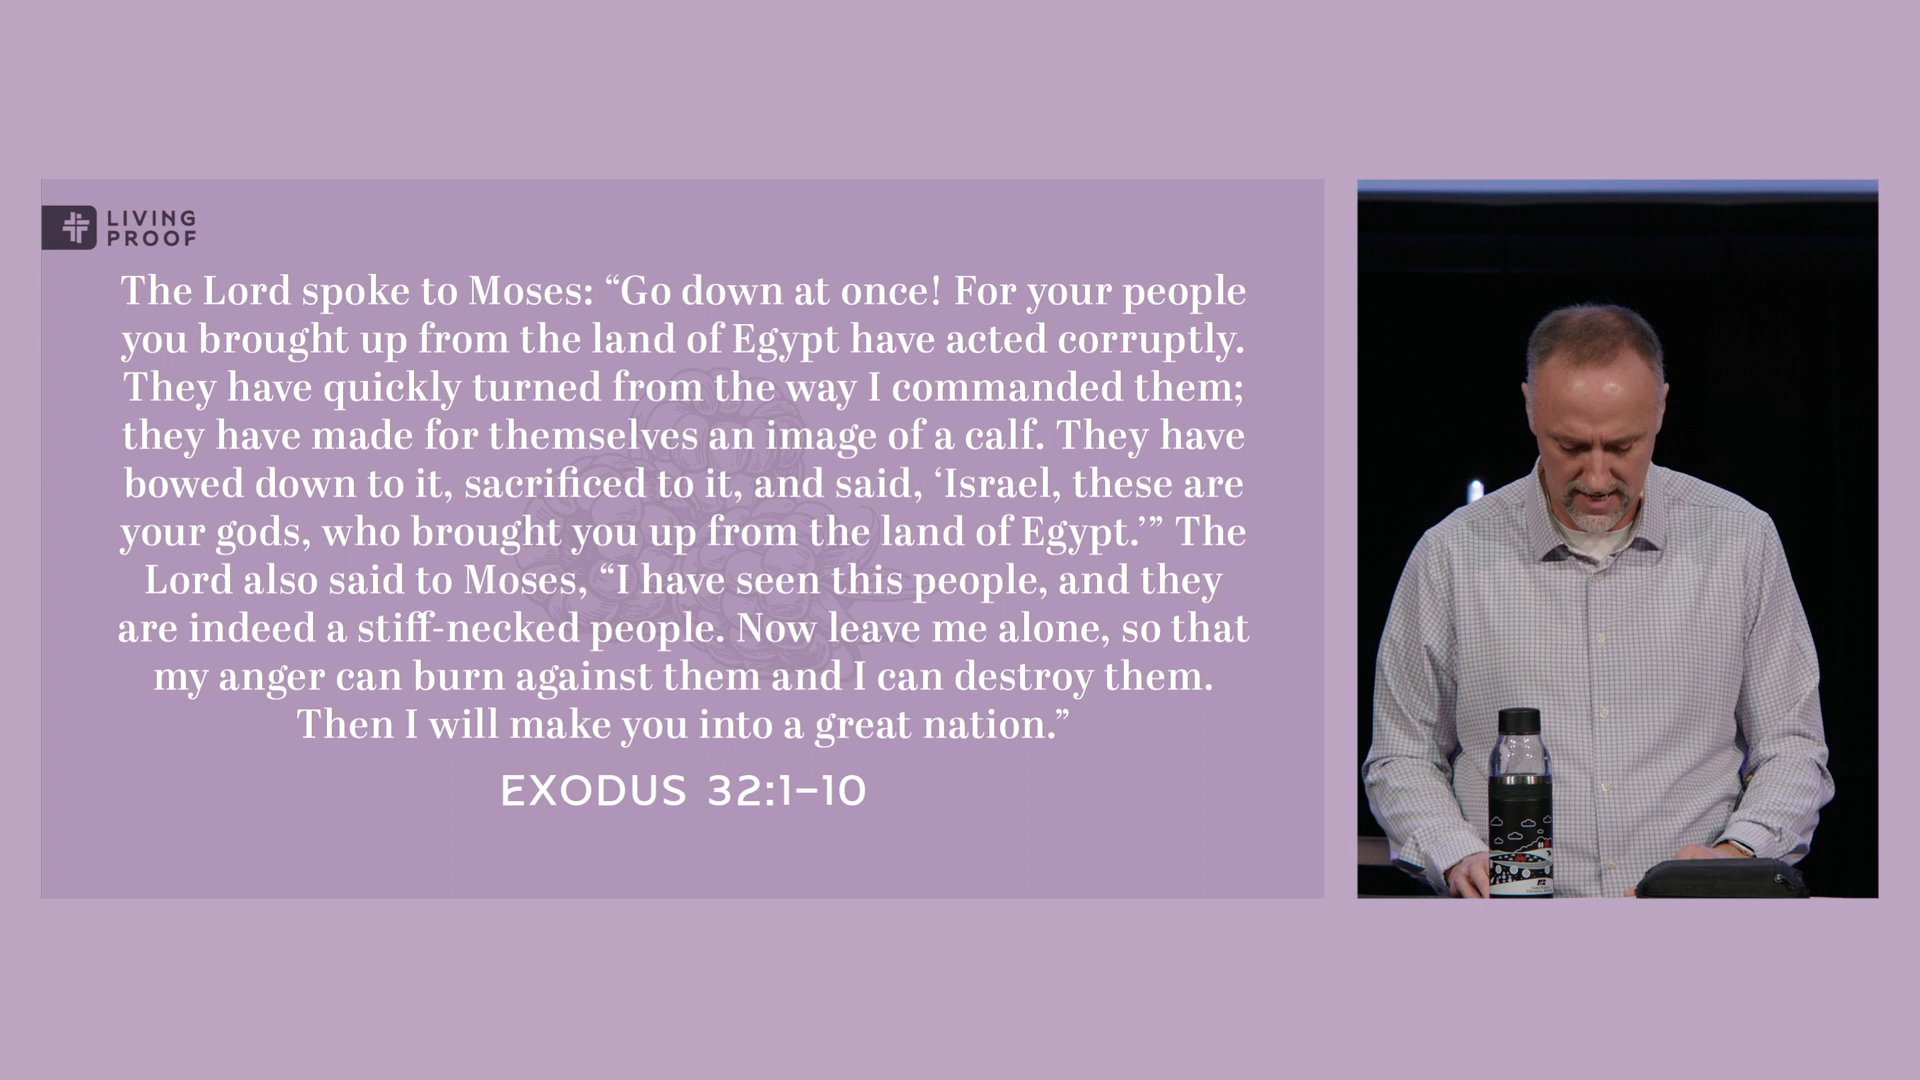 LIVING
PROOF
The Lord spoke to Moses: “Go down at once! For your people
you brought up from the land of Egypt have acted corruptly.
They have quickly turned from the way I commanded them;
they have made for themselves an image of a calf. They have
bowed down to it, sacrificed to it, and said, ‘Israel, these are
your gods, who brought you up from the land of Egypt.’” The
Lord also said to Moses, “I have seen this people, and they
are indeed a stiff-necked people. Now leave me alone, so that
my anger can burn against them and I can destroy them.
Then I will make you into a great nation.”
EXODUS 32:1–10